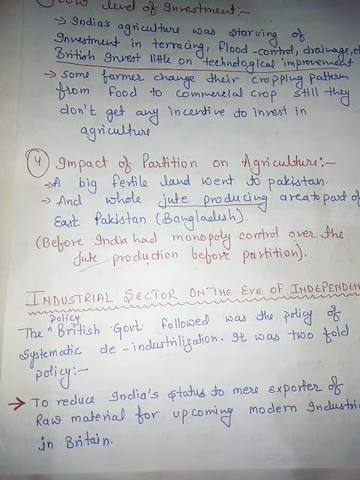 Low level of Investment:-
→ India's agriculture was starving of
Investment in terracing, flood-control, drainage, et
British Invest little on technological improvement
→ Some farmer change their cropping pattern
from food to commercial crop still they
don't get any incentive to invest in
agriculture
4 Impact of Partition on Agriculture:-
→ A big fertile land went to pakistan.
→ And whole jute producing area to part of
East Pakistan (Bangladesh).
(Before India had monopoly control over the
jute production before partition).
INDUSTRIAL SECTOR ON THE EVE OF INDEPENDEN
The ^policy British Govt. followed was the policy of
systematic de-industrilization. It was two fold
policy:-
→ To reduce India's status to mere exporter of
Raw material for upcoming modern Industri
in Britain.